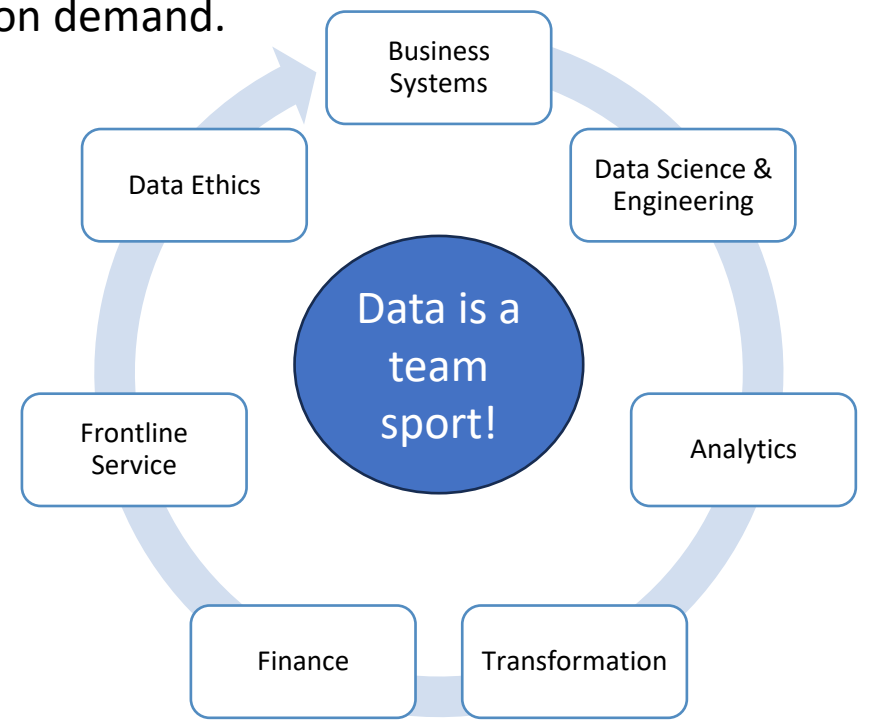 on demand.
Business
Systems
Data Science &
Engineering
Analytics
Transformation
Finance
Frontline
Service
Data Ethics
Data is a
team
sport!